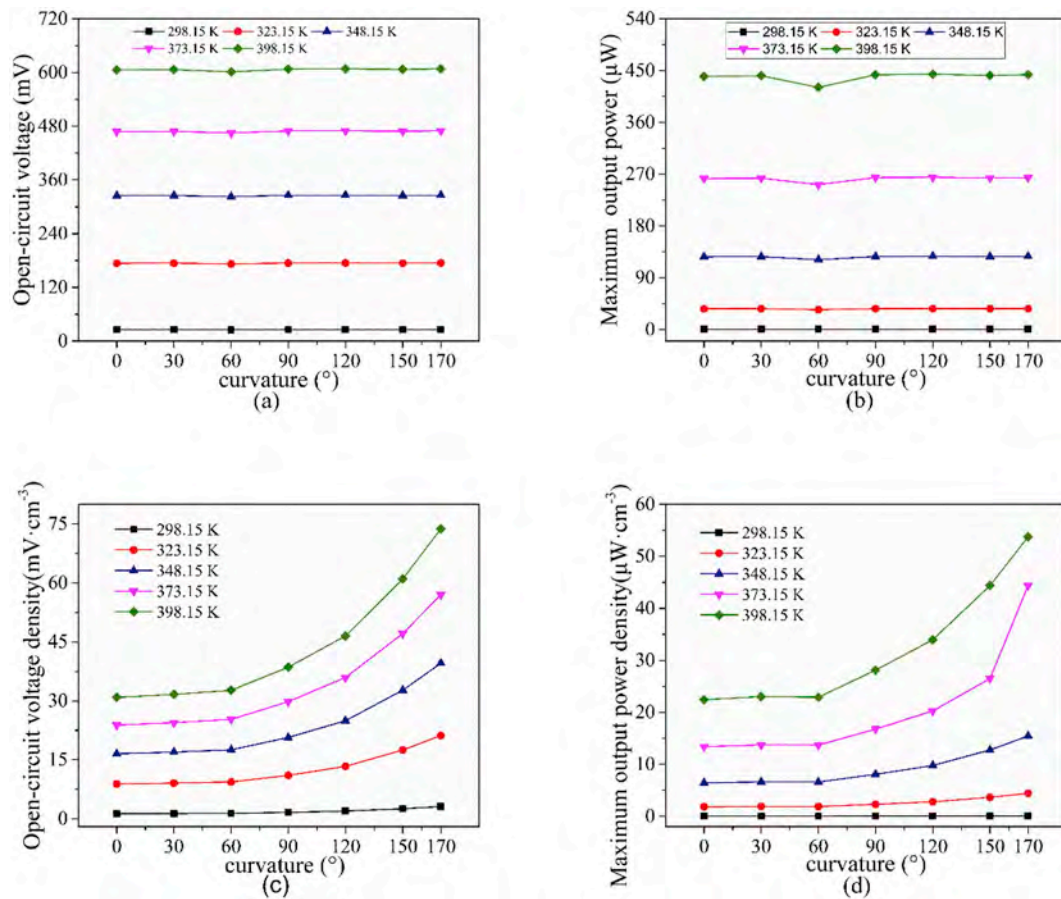 720
600
480
360
240
120
0
Open-circuit voltage (mV)
298.15 K 323.15 K 348.15 K
373.15 K 398.15 K
0 30 60 90 120 150 170
curvature (°)
(a)
540
450
360
270
180
90
0
Maximum output power (μW)
298.15 K 323.15 K 348.15 K
373.15 K 398.15 K
0 30 60 90 120 150 170
curvature (°)
(b)
75
60
45
30
15
0
Open-circuit voltage density(mV·cm⁻³)
298.15 K
323.15 K
348.15 K
373.15 K
398.15 K
0 30 60 90 120 150 170
curvature (°)
(c)
60
50
40
30
20
10
0
Maximum output power density(μW·cm⁻³)
298.15 K
323.15 K
348.15 K
373.15 K
398.15 K
0 30 60 90 120 150 170
curvature (°)
(d)